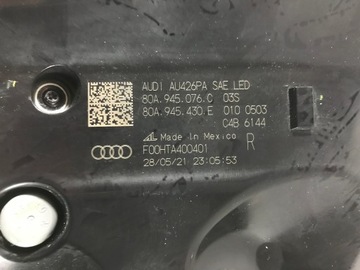 AUDI AU426PA SAE LED
80A.945.076.C 03S
80A.945.430.E 010 0503
C4B 6144
Made in Mexico R
F00HTA400401
28/05/21 23:05:53